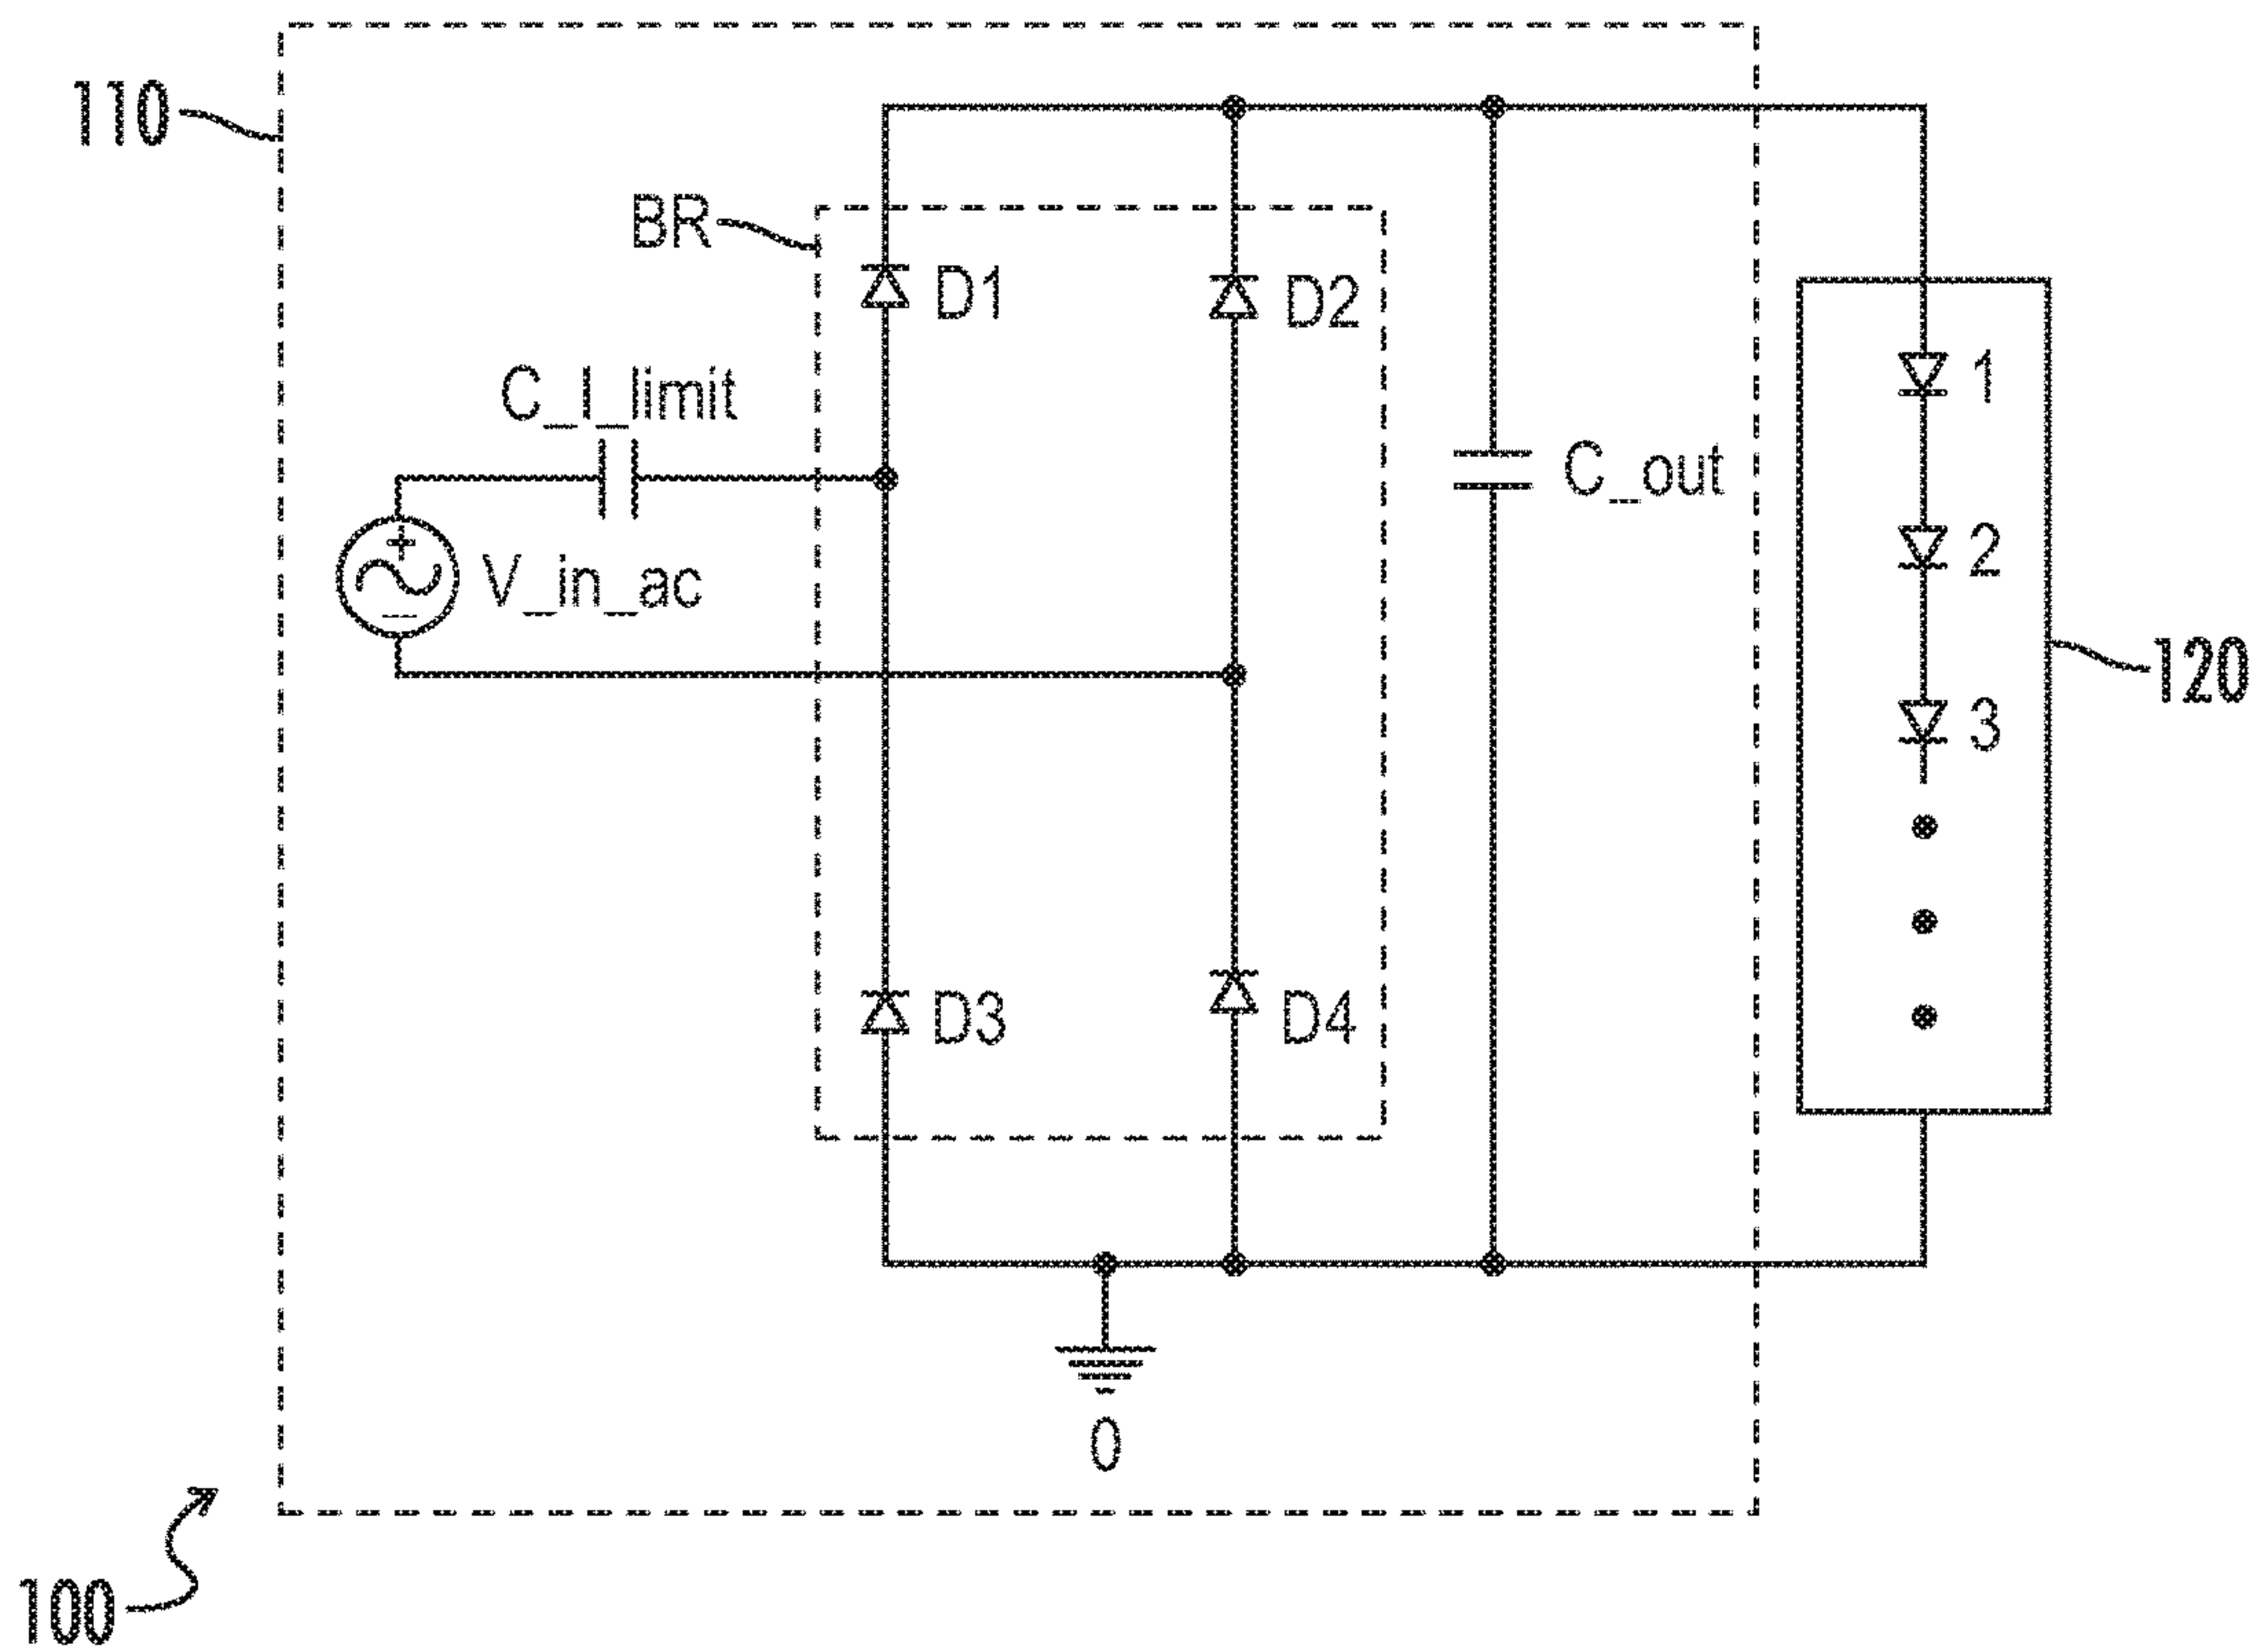 110
BR
D1
D2
C_I_limit
1
C_out
V_in_ac
2
120
3
D3
D4
0
100